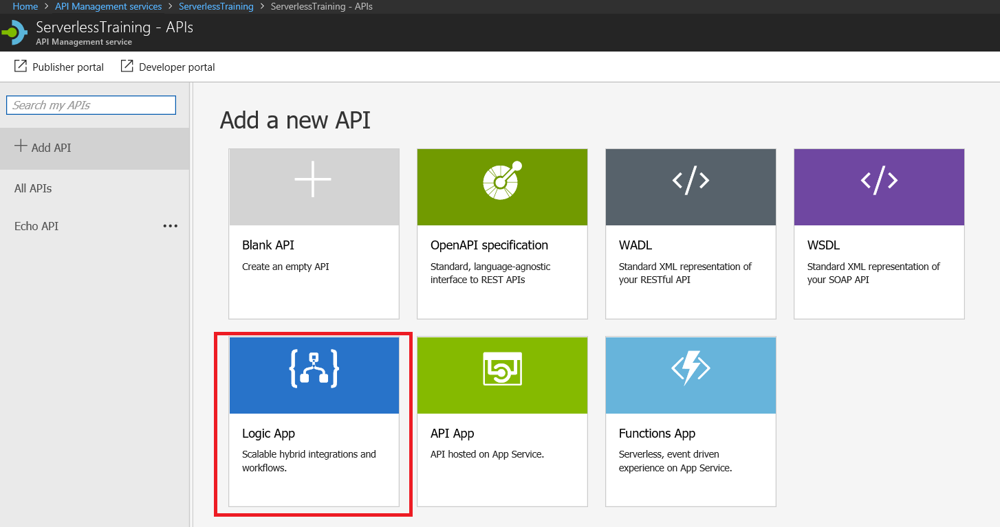 Home > API Management services > ServerlessTraining > ServerlessTraining - APIs
ServerlessTraining - APIs
API Management service
Publisher portal
Developer portal
Search my APIs
Add API
All APIs
Echo API
Add a new API
Blank API
Create an empty API
OpenAPI specification
Standard, language-agnostic
interface to REST APIs
WADL
Standard XML representation of
your RESTful API
WSDL
Standard XML representation of
your SOAP API
Logic App
Scalable hybrid integrations and
workflows.
API App
API hosted on App Service.
Functions App
Serverless, event driven
experience on App Service.